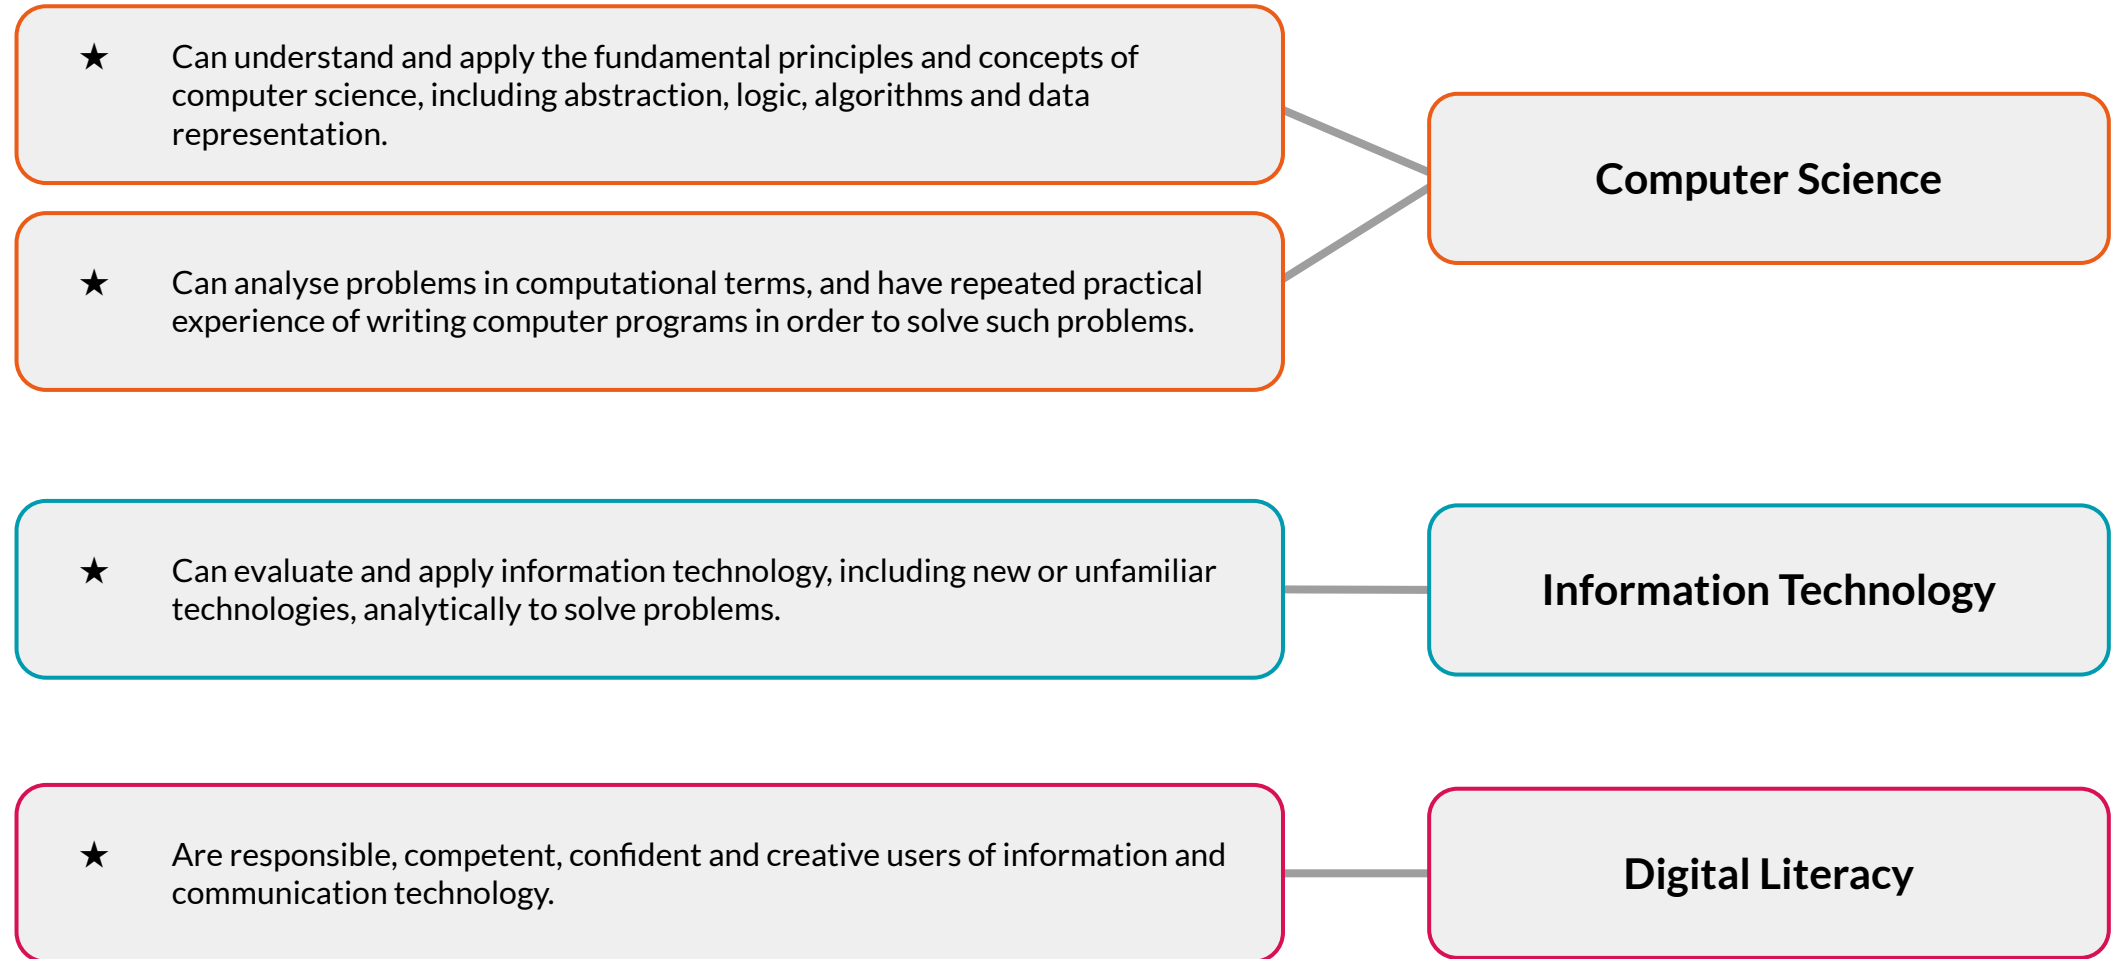 ★ Can understand and apply the fundamental principles and concepts of
computer science, including abstraction, logic, algorithms and data
representation.
Computer Science
★ Can analyse problems in computational terms, and have repeated practical
experience of writing computer programs in order to solve such problems.
★ Can evaluate and apply information technology, including new or unfamiliar
technologies, analytically to solve problems.
Information Technology
★ Are responsible, competent, confident and creative users of information and
communication technology.
Digital Literacy